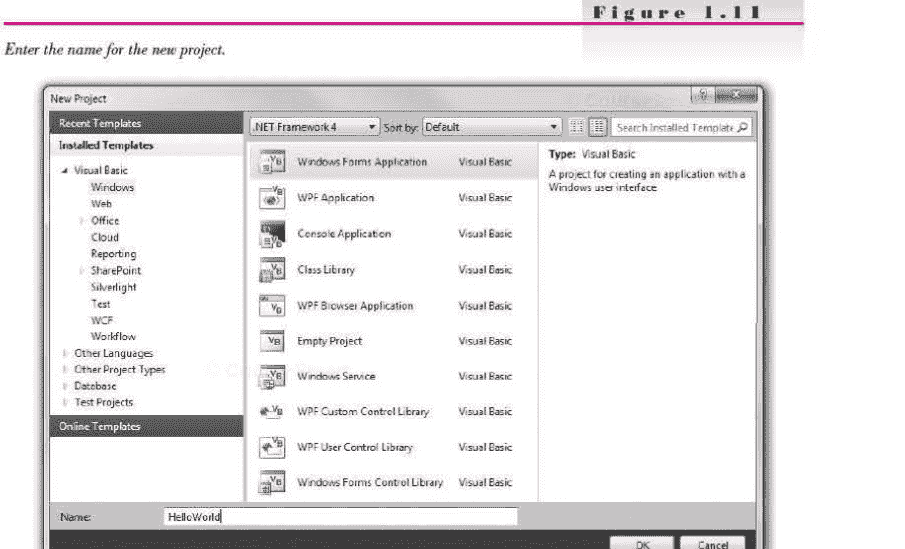 Figure 1.11
Enter the name for the new project.
New Project
Recent Templates
Installed Templates
Visual Basic
Windows
Web
Office
Cloud
Reporting
SharePoint
Silverlight
Test
WCF
Workflow
Other Languages
Other Project Types
Database
Test Projects
Online Templates
.NET Framework 4 Sort by: Default
Search Installed Template
Windows Forms Application Visual Basic
WPF Application Visual Basic
Console Application Visual Basic
Class Library Visual Basic
WPF Browser Application Visual Basic
Empty Project Visual Basic
Windows Service Visual Basic
WPF Custom Control Library Visual Basic
WPF User Control Library Visual Basic
Windows Forms Control Library Visual Basic
Type: Visual Basic
A project for creating an application with a
Windows user interface
Name: HelloWorld
OK Cancel